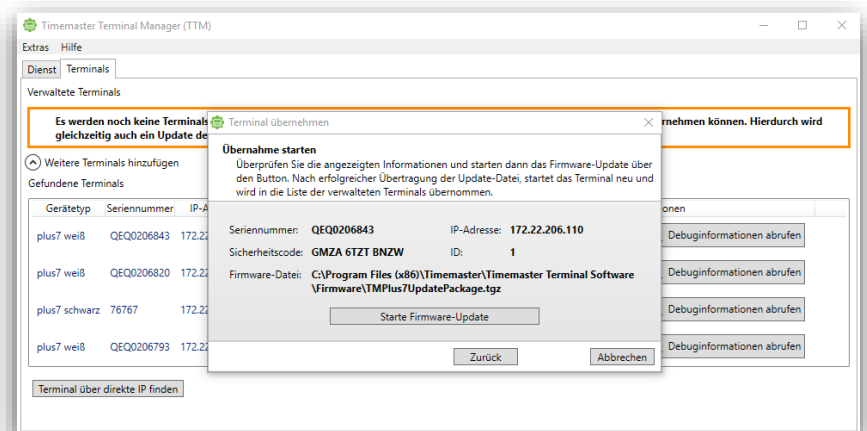 Timemaster Terminal Manager (TTM)
Extras Hilfe
Dienst Terminals
Verwaltete Terminals
Es werden noch keine Terminals
rnehmen können. Hierdurch wird
gleichzeitig auch ein Update de
Weitere Terminals hinzufügen
Gefundene Terminals
Gerätetyp Seriennummer IP-A
onen
plus7 weiß QEQ0206843 172.22
Debuginformationen abrufen
plus7 weiß QEQ0206820 172.22
Debuginformationen abrufen
plus7 schwarz 76767 172.22
Debuginformationen abrufen
plus7 weiß QEQ0206793 172.22
Debuginformationen abrufen
Terminal über direkte IP finden
Terminal übernehmen
Übernahme starten
Überprüfen Sie die angezeigten Informationen und starten dann das Firmware-Update über
den Button. Nach erfolgreicher Übertragung der Update-Datei, startet das Terminal neu und
wird in die Liste der verwalteten Terminals übernommen.
Seriennummer: QEQ0206843 IP-Adresse: 172.22.206.110
Sicherheitscode: GMZA 6TZT BNZW ID: 1
Firmware-Datei: C:\Program Files (x86)\Timemaster\Timemaster Terminal Software
\Firmware\TMPlus7UpdatePackage.tgz
Starte Firmware-Update
Zurück Abbrechen